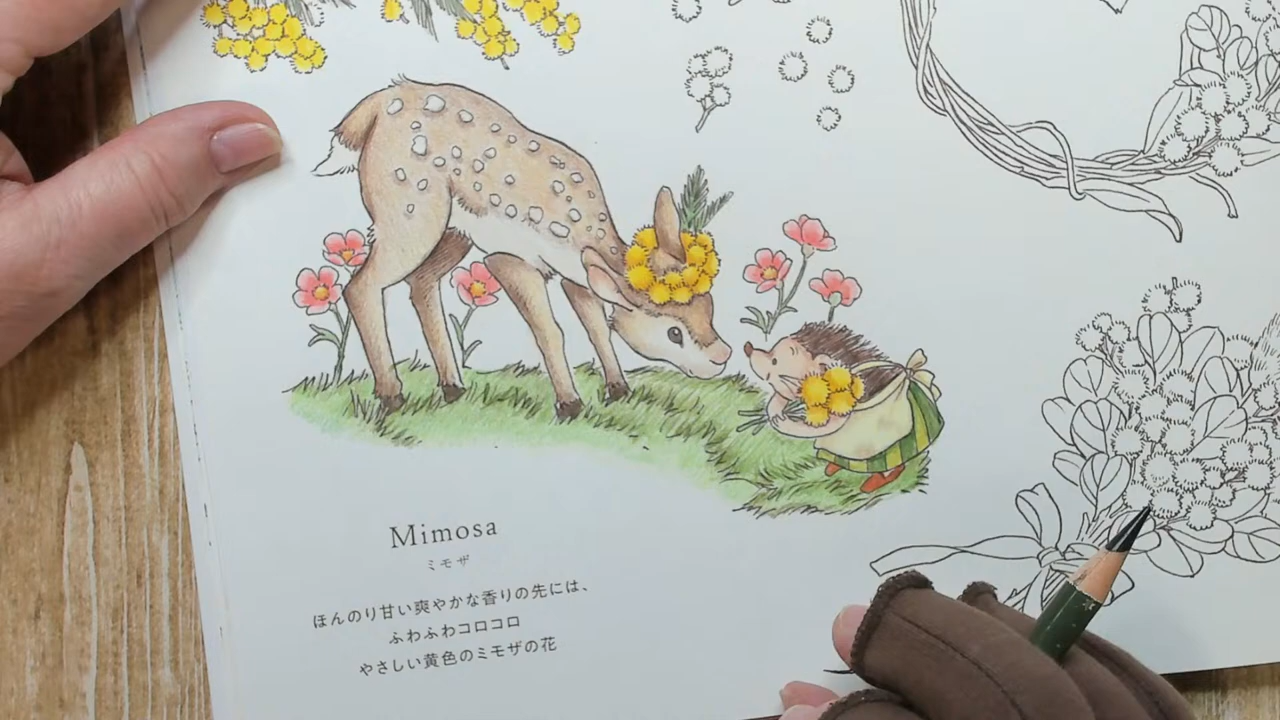 Mimosa
ミモザ
ほんのり甘い爽やかな香りの先には、
ふわふわコロコロ
やさしい黄色のミモザの花